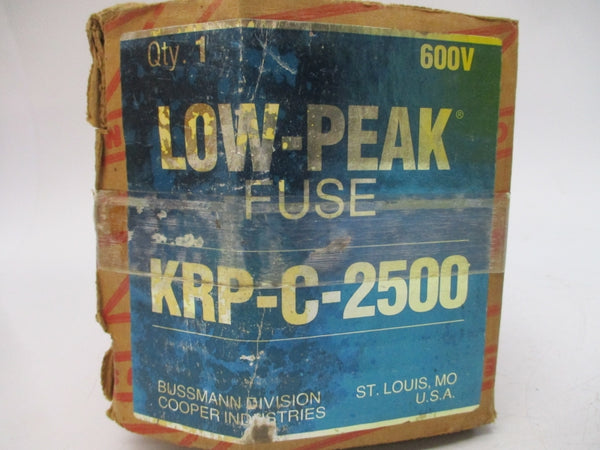 Qty. 1 600V
LOW-PEAK®
FUSE
KRP-C-2500
BUSSMANN DIVISION ST. LOUIS, MO
COOPER INDUSTRIES U.S.A.